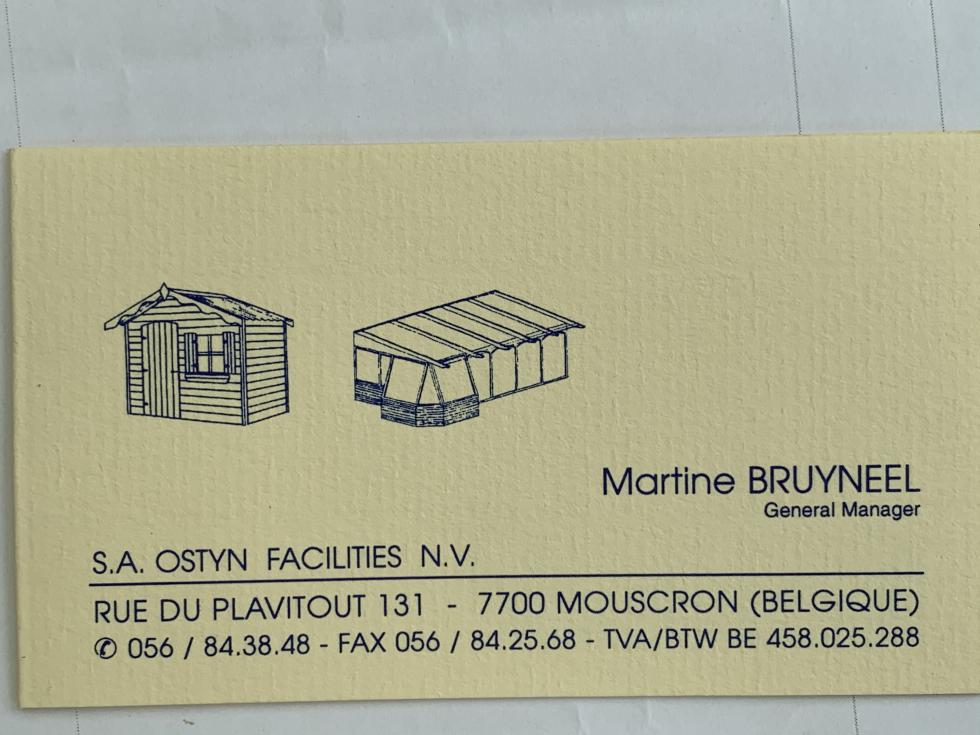 Martine BRUYNEEL
General Manager
S.A. OSTYN FACILITIES N.V.
RUE DU PLAVITOUT 131 - 7700 MOUSCRON (BELGIQUE)
✆ 056 / 84.38.48 - FAX 056 / 84.25.68 - TVA/BTW BE 458.025.288